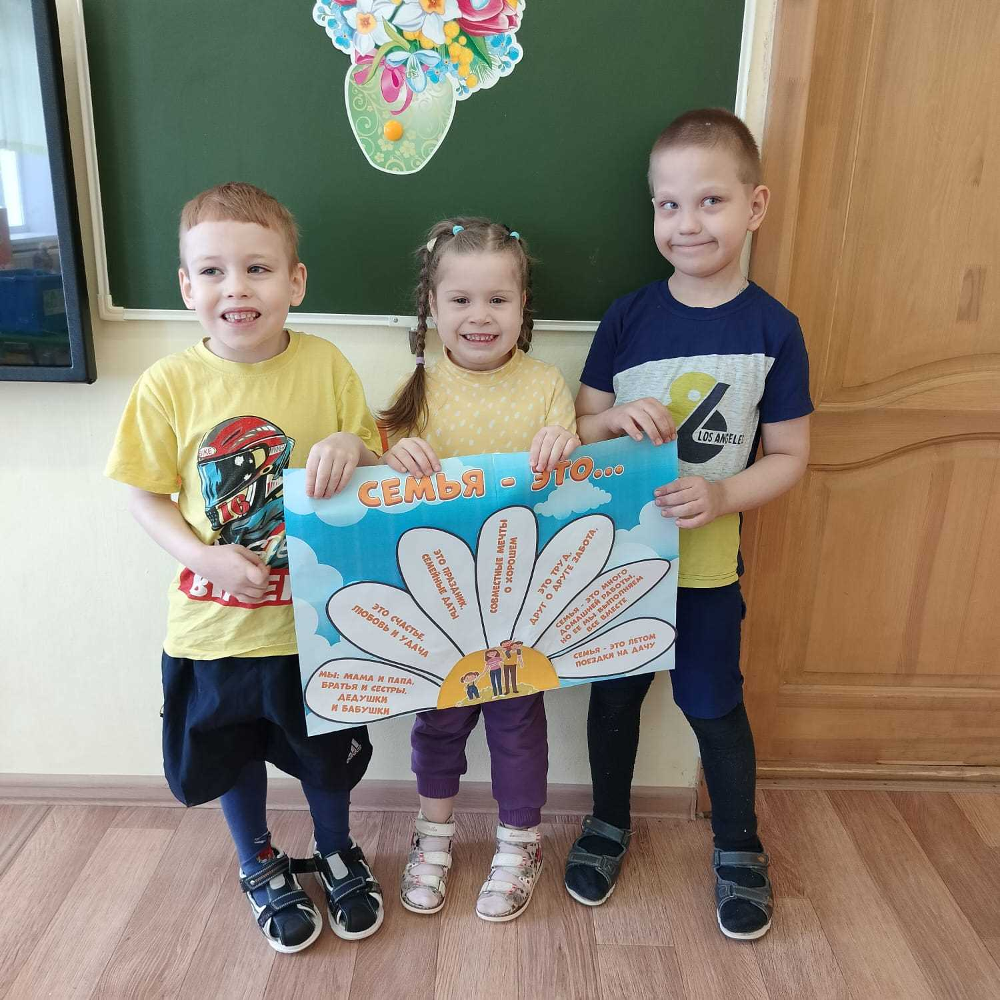 СЕМЬЯ - ЭТО...
МЫ: МАМА И ПАПА,
БРАТЬЯ И СЕСТРЫ,
ДЕДУШКИ
И БАБУШКИ
ЭТО СЧАСТЬЕ,
ЛЮБОВЬ И УДАЧА
ЭТО ПРАЗДНИК,
СЕМЕЙНЫЕ ДАТЫ
СОВМЕСТНЫЕ МЕЧТЫ
О ХОРОШЕМ
ЭТО ТРУД,
ДРУГ О ДРУГЕ ЗАБОТА,
СЕМЬЯ - ЭТО МНОГО
ДОМАШНЕЙ РАБОТЫ,
НО ЕЕ МЫ ВЫПОЛНЯЕМ
ВСЕ ВМЕСТЕ
СЕМЬЯ - ЭТО ЛЕТОМ
ПОЕЗДКИ НА ДАЧУ
BIKE
WINNER
16
LOS ANGELES
adidas